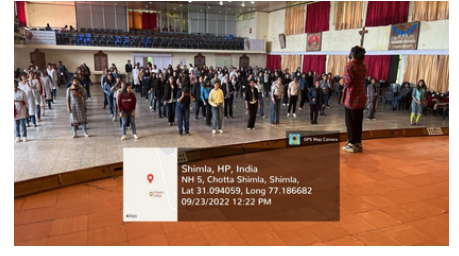 GPS Map Camera
Shimla, HP, India
NH 5, Chotta Shimla, Shimla,
Lat 31.094059, Long 77.186682
09/23/2022 12:22 PM